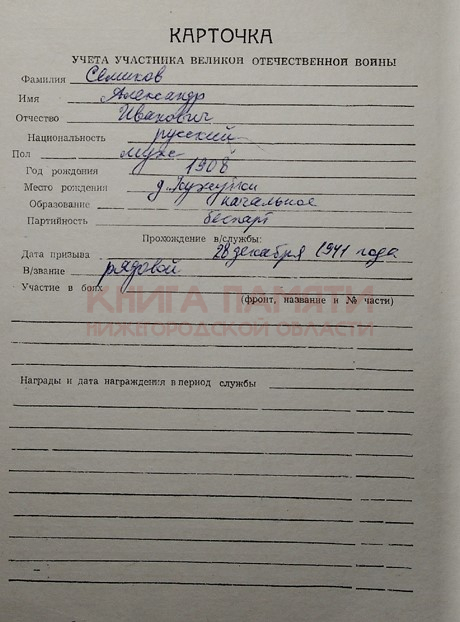 КАРТОЧКА
УЧЕТА УЧАСТНИКА ВЕЛИКОЙ ОТЕЧЕСТВЕННОЙ ВОЙНЫ
Фамилия Семиков
Имя Александр
Отчество Иванович
Национальность русский
Пол муж
Год рождения 1908
Место рождения д.
Образование начальное
Партийность беспарт
Прохождение в/службы:
Дата призыва 28 декабря 1941 года
В/звание рядовой
Участие в боях
(фронт, название и № части)
КНИГА ПАМЯТИ
НИЖЕГОРОДСКОЙ ОБЛАСТИ
Награды и дата награждения в период службы